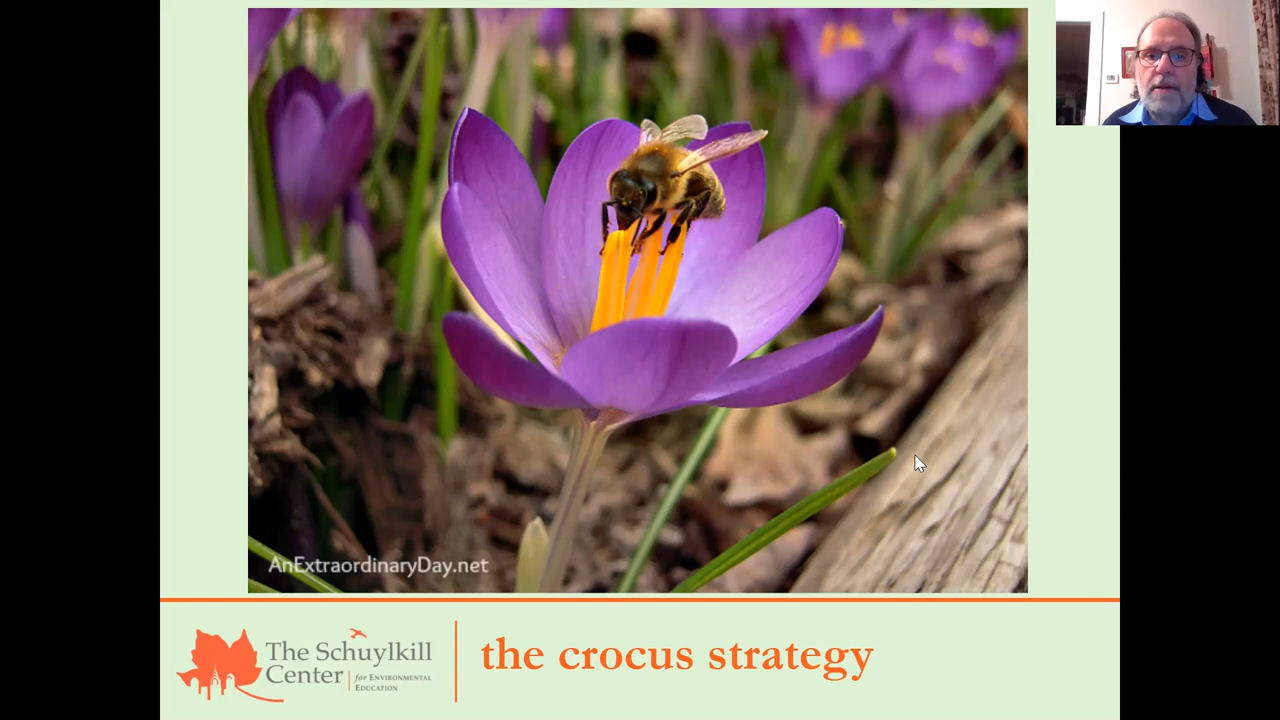 AnExtraordinaryDay.net
The Schuylkill
Center
for ENVIRONMENTAL
EDUCATION
the crocus strategy